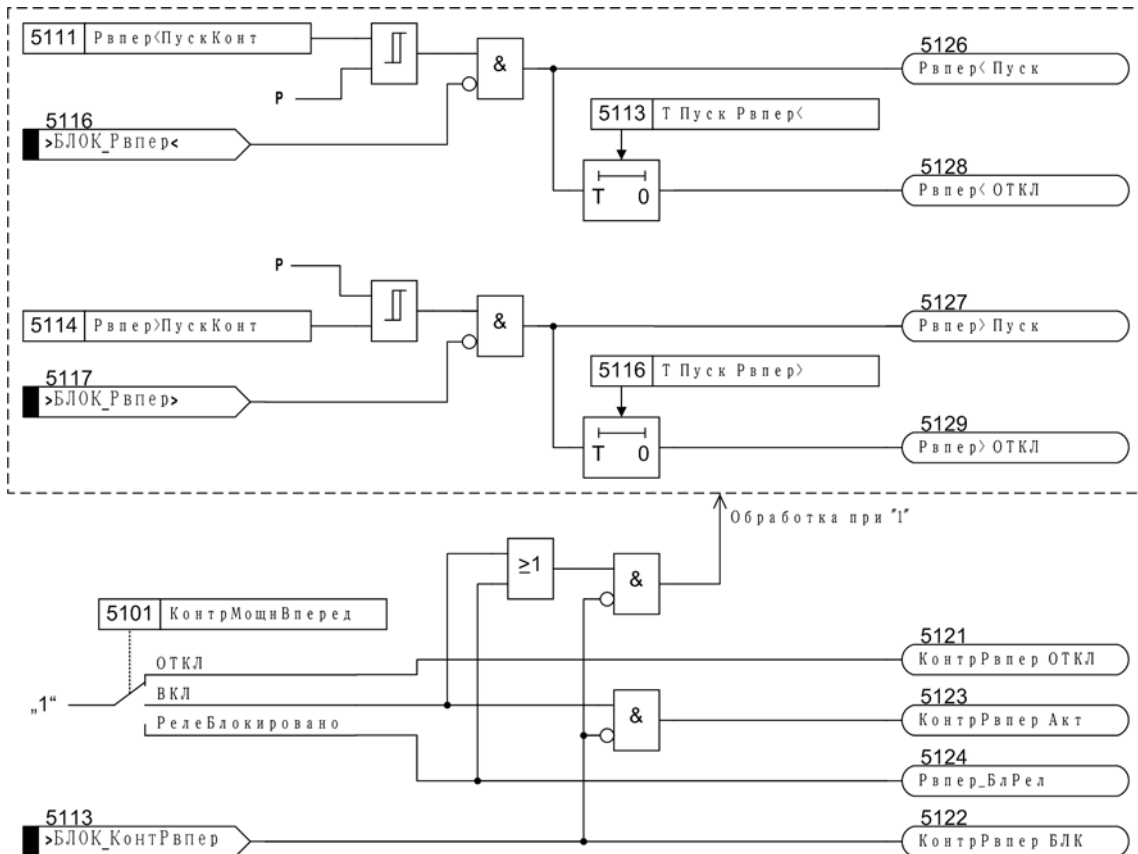 5111 Рвпер<ПускКонт
&
5126
Рвпер<Пуск
P
5116
>БЛОК_Рвпер<
5113 Т Пуск Рвпер<
T 0
5128
Рвпер<ОТКЛ
P
5114 Рвпер>ПускКонт
&
5127
Рвпер>Пуск
5117
>БЛОК_Рвпер>
5116 Т Пуск Рвпер>
T 0
5129
Рвпер>ОТКЛ
Обработка при "1"
≥1
&
5101 КонтрМощнВперед
ОТКЛ
5121
КонтрРвпер ОТКЛ
„1“
ВКЛ
&
5123
КонтрРвпер Акт
РелеБлокировано
5124
Рвпер_БлРел
5113
>БЛОК_КонтРвпер
5122
КонтрРвпер БЛК